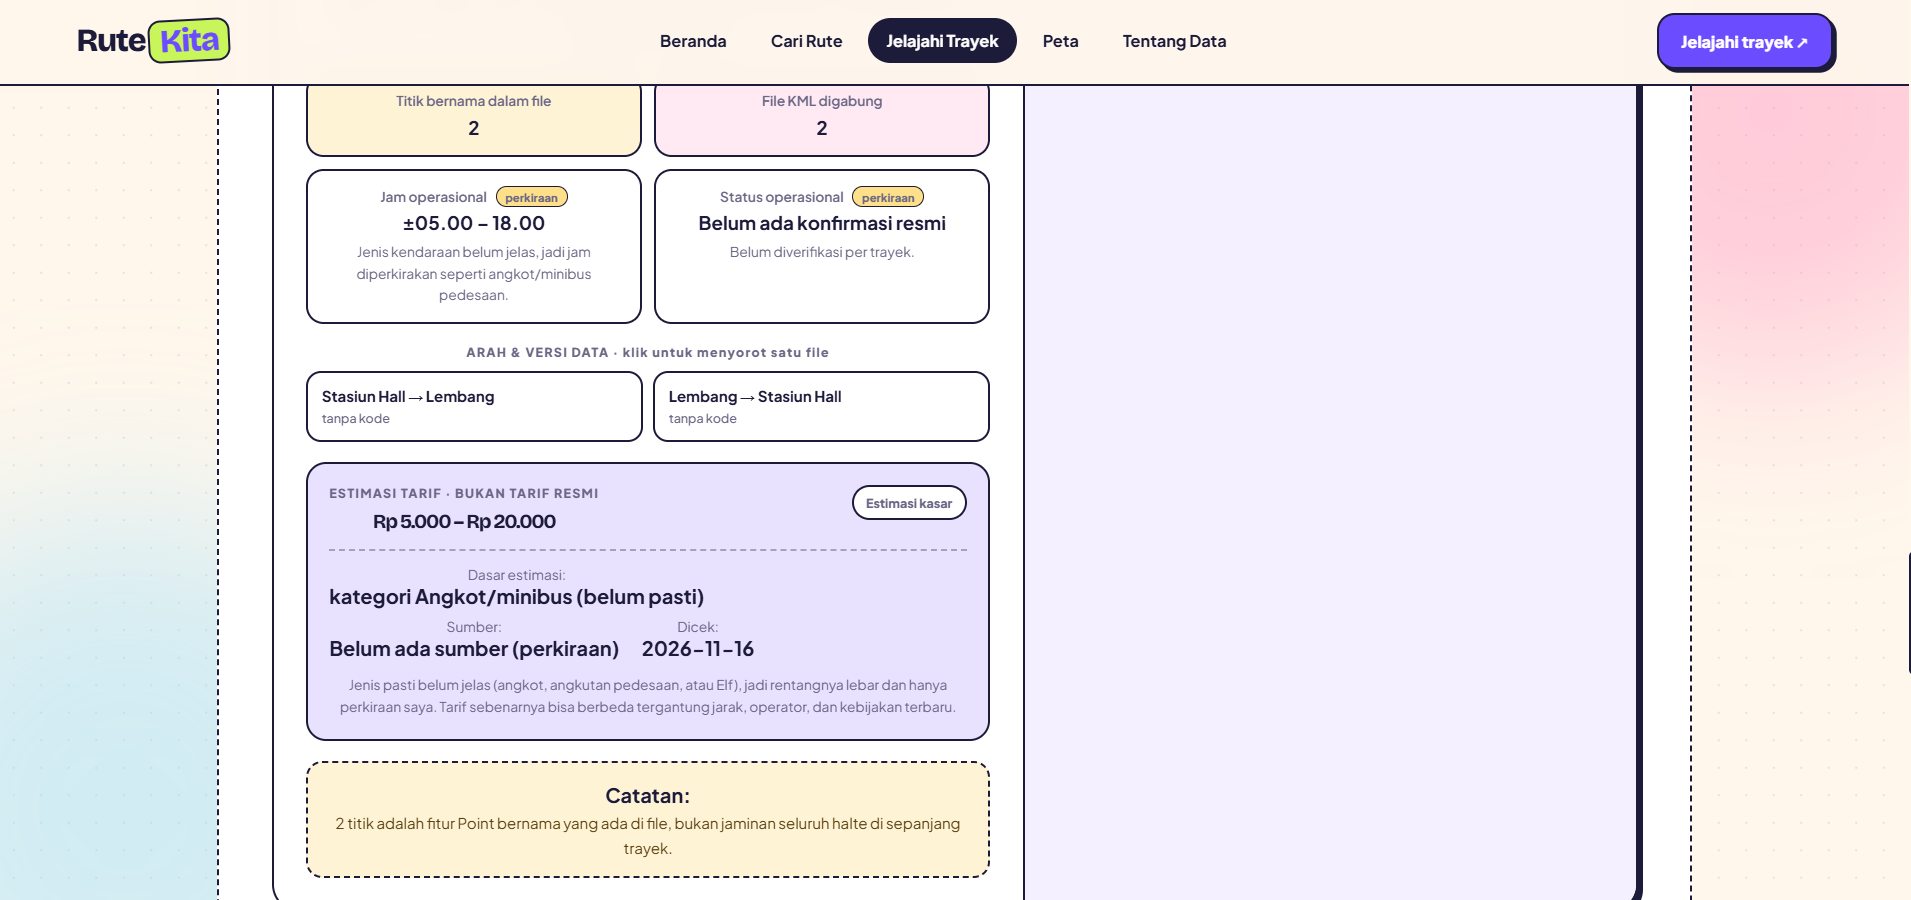 Rute Kita
Beranda
Cari Rute
Jelajahi Trayek
Peta
Tentang Data
Jelajahi trayek ↗
Titik bernama dalam file
2
File KML digabung
2
Jam operasional perkiraan
±05.00 – 18.00
Jenis kendaraan belum jelas, jadi jam
diperkirakan seperti angkot/minibus
pedesaan.
Status operasional perkiraan
Belum ada konfirmasi resmi
Belum diverifikasi per trayek.
ARAH & VERSI DATA · klik untuk menyorot satu file
Stasiun Hall → Lembang
tanpa kode
Lembang → Stasiun Hall
tanpa kode
ESTIMASI TARIF · BUKAN TARIF RESMI
Rp 5.000 – Rp 20.000
Estimasi kasar
Dasar estimasi:
kategori Angkot/minibus (belum pasti)
Sumber:
Belum ada sumber (perkiraan)
Dicek:
2026-11-16
Jenis pasti belum jelas (angkot, angkutan pedesaan, atau Elf), jadi rentangnya lebar dan hanya
perkiraan saya. Tarif sebenarnya bisa berbeda tergantung jarak, operator, dan kebijakan terbaru.
Catatan:
2 titik adalah fitur Point bernama yang ada di file, bukan jaminan seluruh halte di sepanjang
trayek.